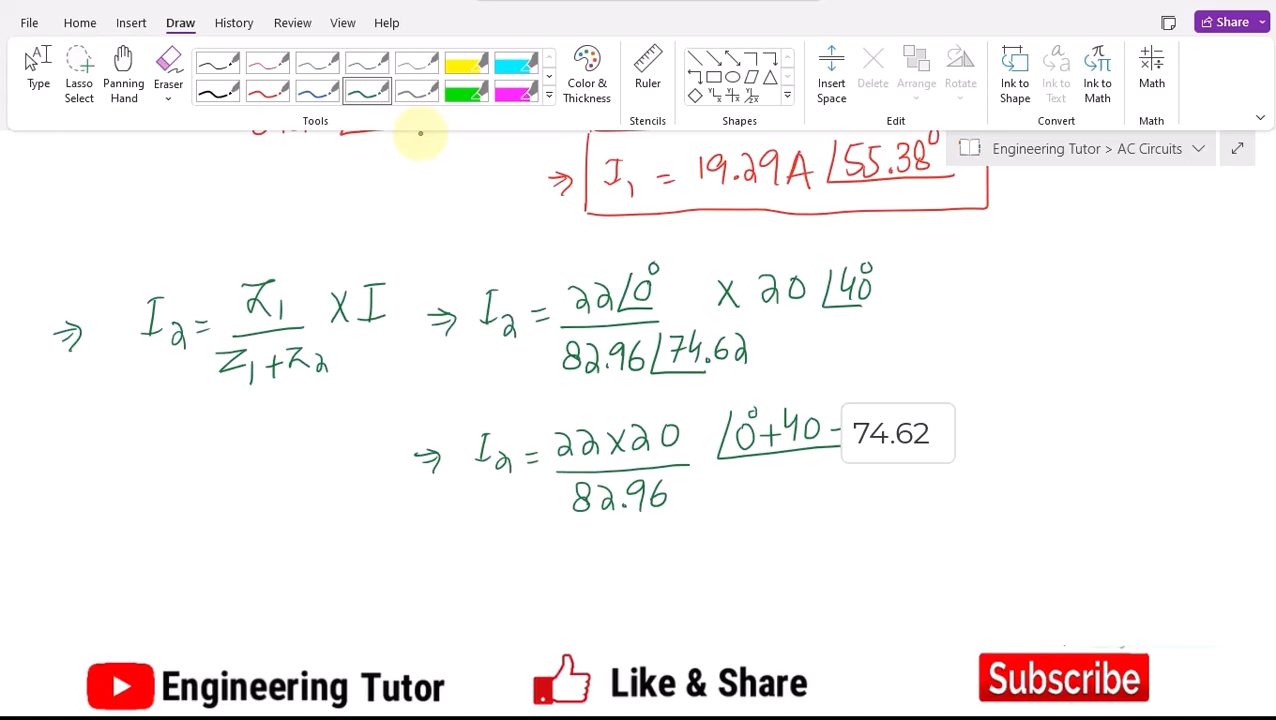 File Home Insert Draw History Review View Help Share
Type Lasso Select Panning Hand Eraser Color & Thickness Ruler Insert Space Delete Arrange Rotate Ink to Shape Ink to Text Ink to Math Math
Tools Stencils Shapes Edit Convert Math
Engineering Tutor > AC Circuits
⇒ I₁ = 19.29A ∠55.38°
⇒ I₂ = Z₁/(Z₁+Z₂) × I ⇒ I₂ = 22∠0°/82.96∠74.62 × 20∠40°
⇒ I₂ = 22×20/82.96 ∠0°+40- 74.62
Engineering Tutor Like & Share Subscribe